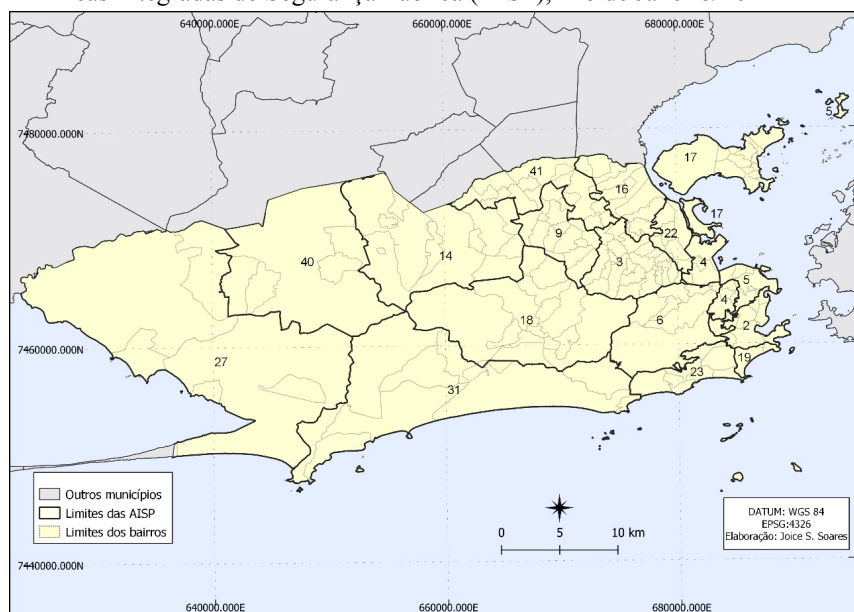 640000.000E 660000.000E 680000.000E
5
7480000.000N
17
41
16
17
9
22
40
14
3
4
5
4
18
6
2
7460000.000N
27
19
23
31
Outros municípios
Limites das AISP
Limites dos bairros
0 5 10 km
DATUM: WGS 84
EPSG:4326
Elaboração: Joice S. Soares
7440000.000N
640000.000E 660000.000E 680000.000E